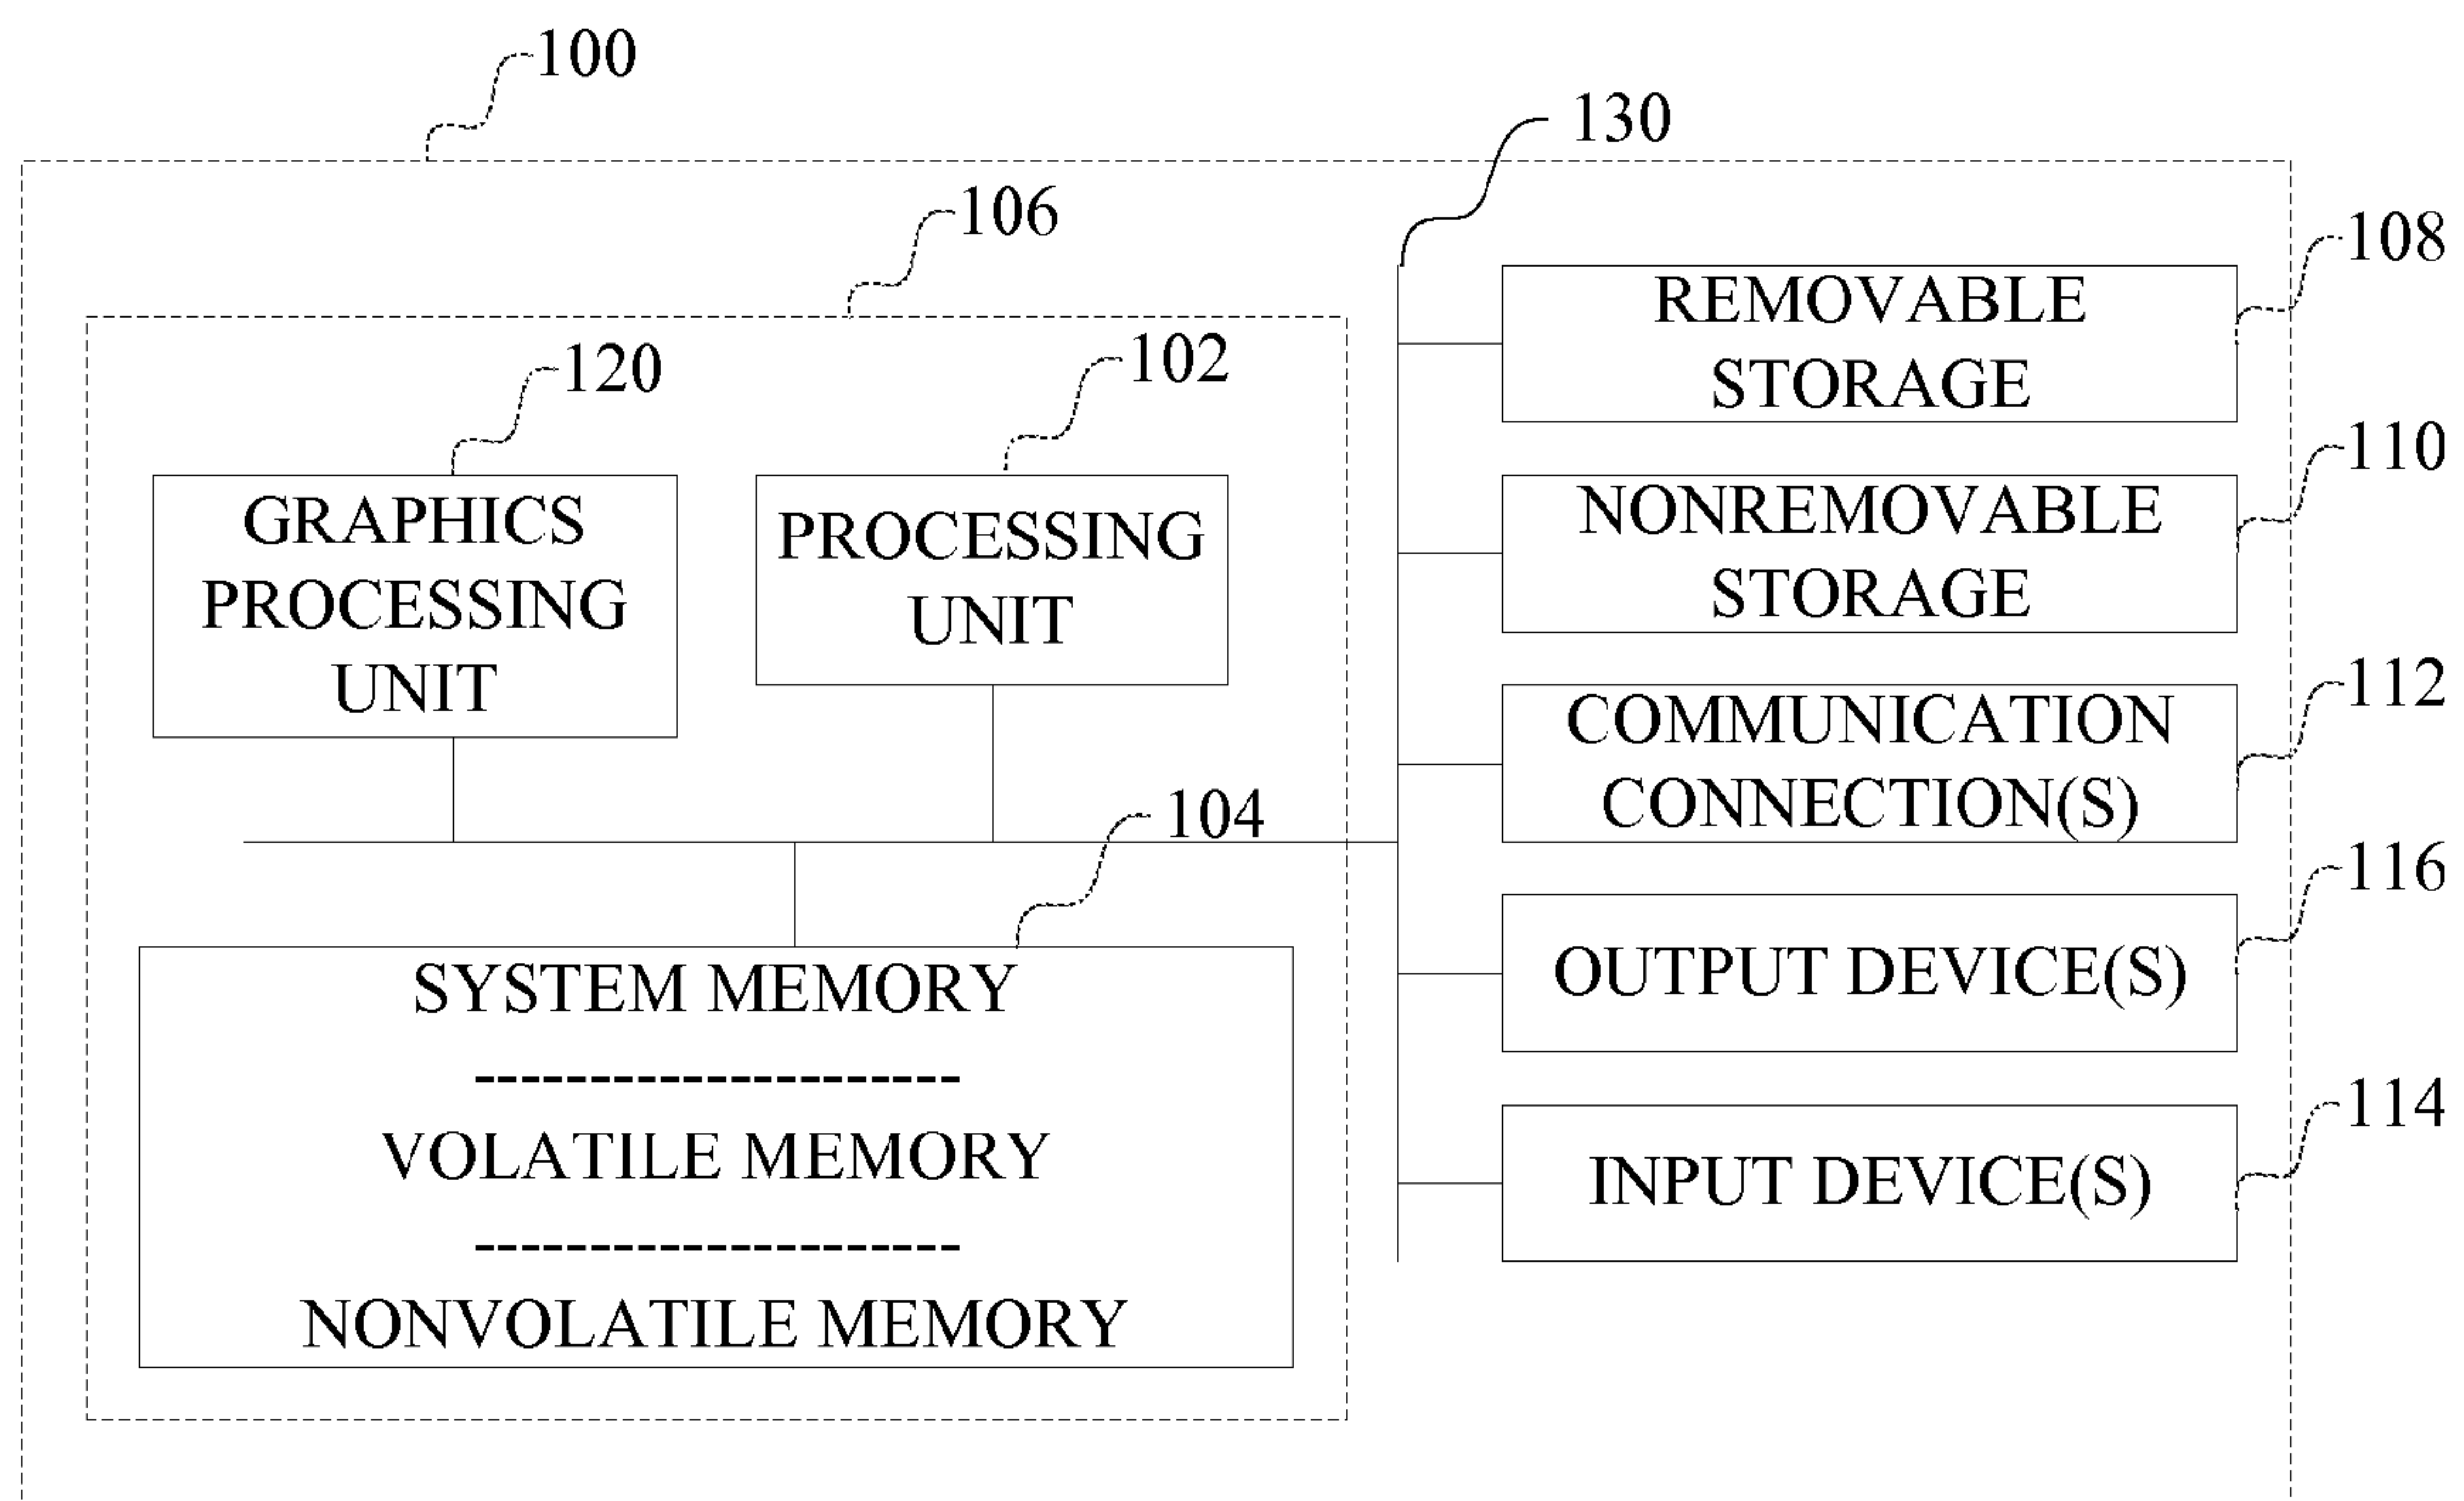 100
130
106
108
REMOVABLE
STORAGE
120
102
110
GRAPHICS
PROCESSING
UNIT
PROCESSING
UNIT
NONREMOVABLE
STORAGE
112
COMMUNICATION
CONNECTION(S)
104
116
SYSTEM MEMORY
---------------------
VOLATILE MEMORY
---------------------
NONVOLATILE MEMORY
OUTPUT DEVICE(S)
114
INPUT DEVICE(S)